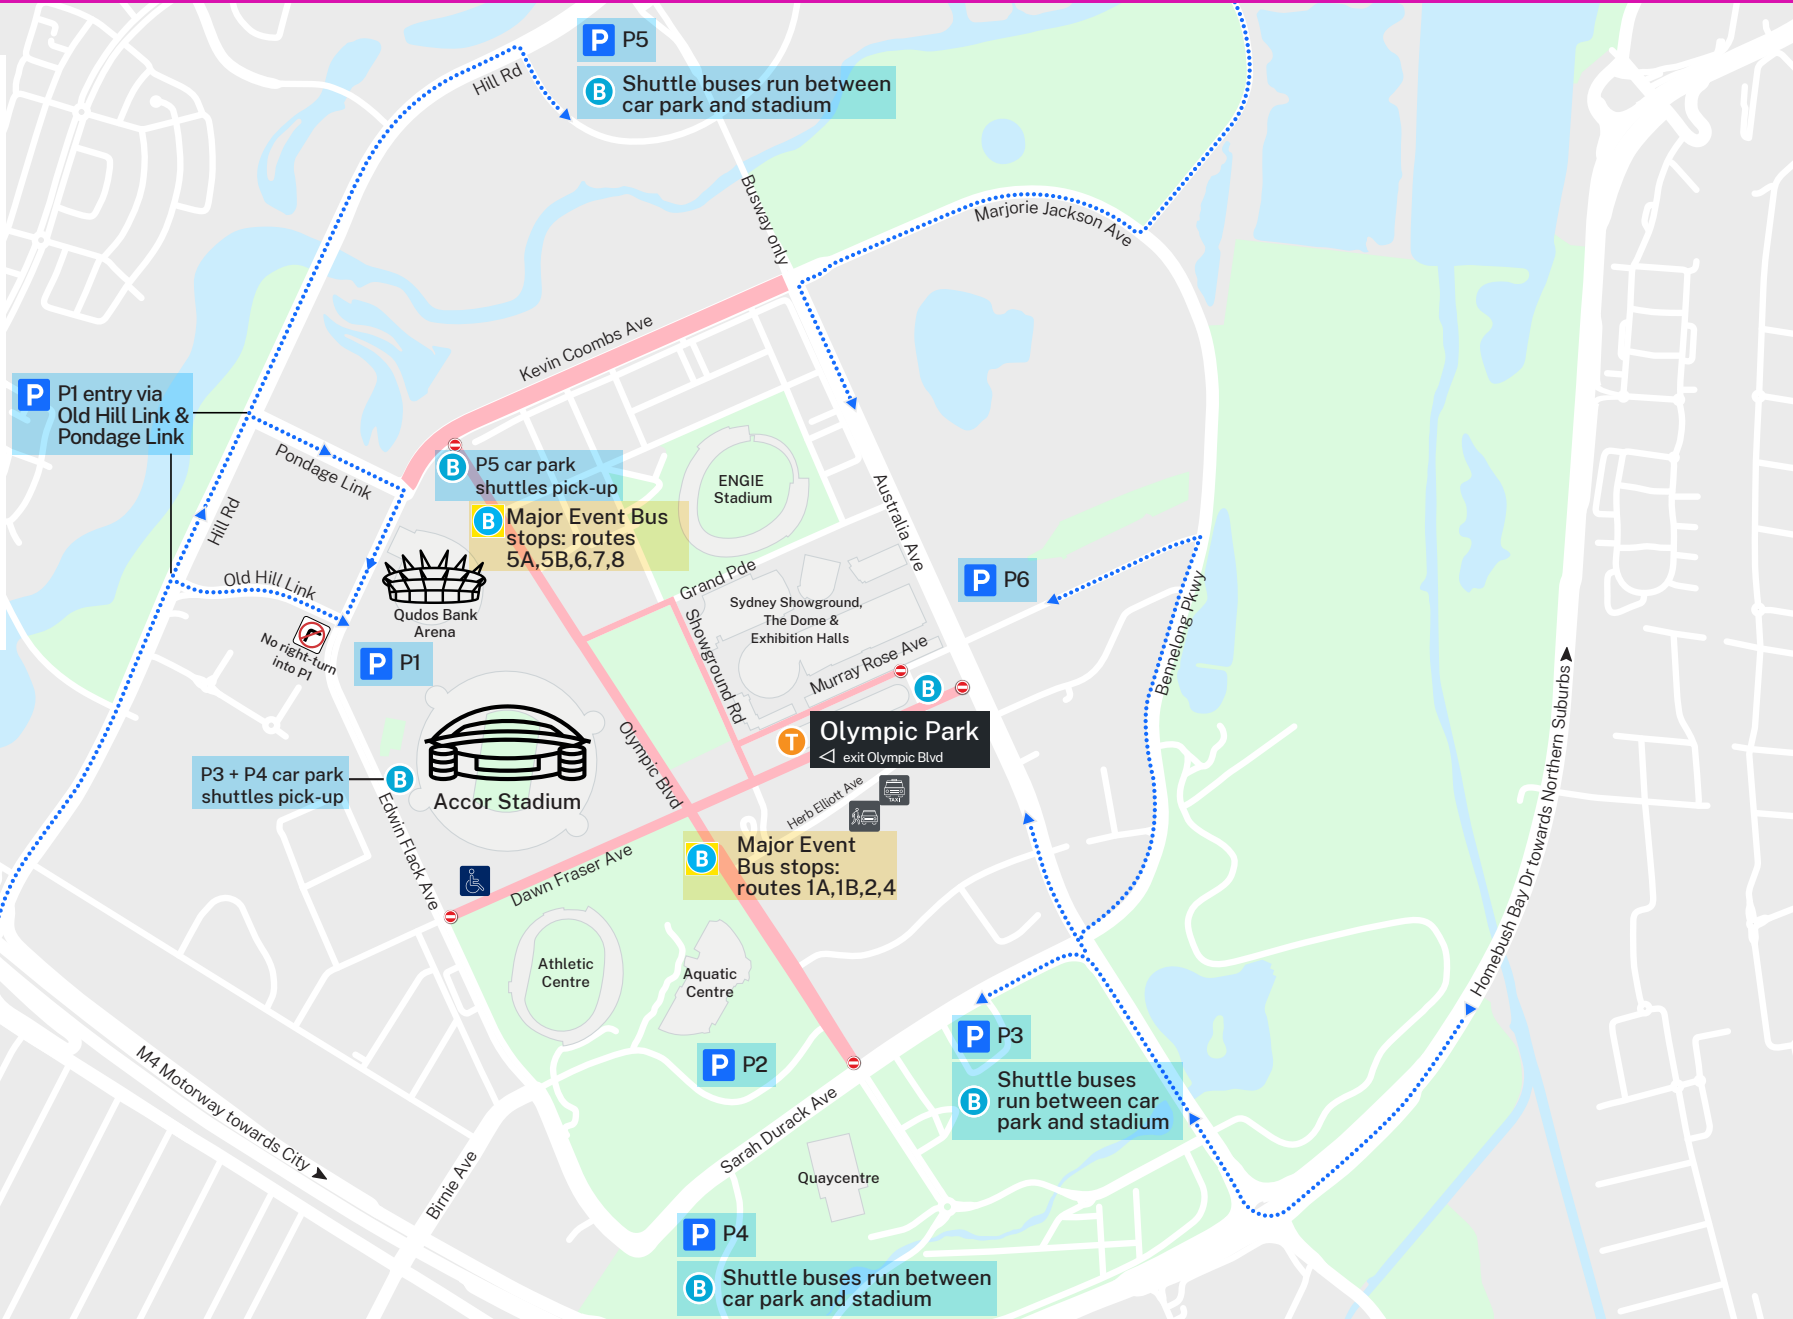 P P5
B Shuttle buses run between
car park and stadium
Hill Rd
Busway only
Marjorie Jackson Ave
Kevin Coombs Ave
P P1 entry via
Old Hill Link &
Pondage Link
Pondage Link
Hill Rd
Old Hill Link
No right-turn
into P1
B P5 car park
shuttles pick-up
B Major Event Bus
stops: routes
5A,5B,6,7,8
ENGIE
Stadium
Australia Ave
Qudos Bank
Arena
P P1
Grand Pde
Sydney Showground,
The Dome &
Exhibition Halls
Showground Rd
Murray Rose Ave
B
P P6
Bennelong Pkwy
T Olympic Park
exit Olympic Blvd
TAXI
Herb Elliott Ave
Olympic Blvd
P3 + P4 car park
shuttles pick-up
B
Accor Stadium
Edwin Flack Ave
Dawn Fraser Ave
B Major Event
Bus stops:
routes 1A,1B,2,4
Homebush Bay Dr towards Northern Suburbs
Athletic
Centre
Aquatic
Centre
P P2
P P3
B Shuttle buses
run between car
park and stadium
Sarah Durack Ave
M4 Motorway towards City
Birnie Ave
Quaycentre
P P4
B Shuttle buses run between
car park and stadium